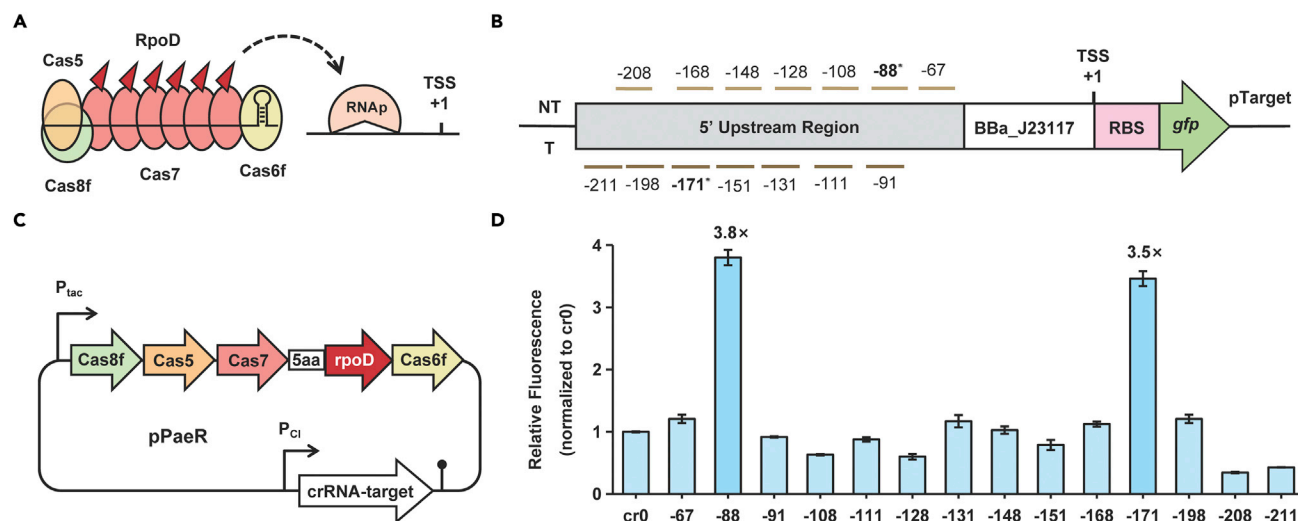 A
RpoD
Cas5
Cas8f
Cas7
Cas6f
RNAp
TSS
+1
B
-208 -168 -148 -128 -108 -88* -67
TSS
+1
pTarget
NT
T
5' Upstream Region
BBa_J23117
RBS
gfp
-211 -198 -171* -151 -131 -111 -91
C
Ptac
Cas8f
Cas5
Cas7
5aa
rpoD
Cas6f
pPaeR
PCI
crRNA-target
D
Relative Fluorescence
(normalized to cr0)
4
3
2
1
0
3.8×
3.5×
cr0 -67 -88 -91 -108 -111 -128 -131 -148 -151 -168 -171 -198 -208 -211